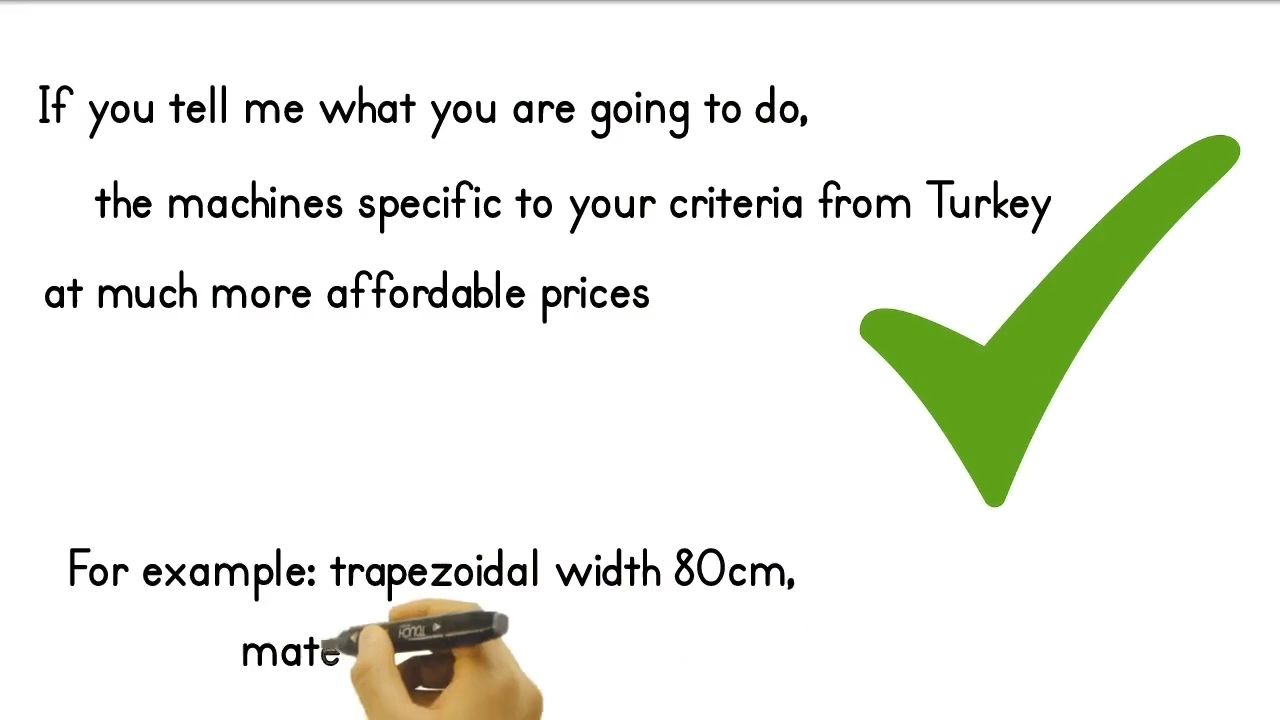 If you tell me what you are going to do,
the machines specific to your criteria from Turkey
at much more affordable prices
For example: trapezoidal width 80cm,
mate
TOUCH